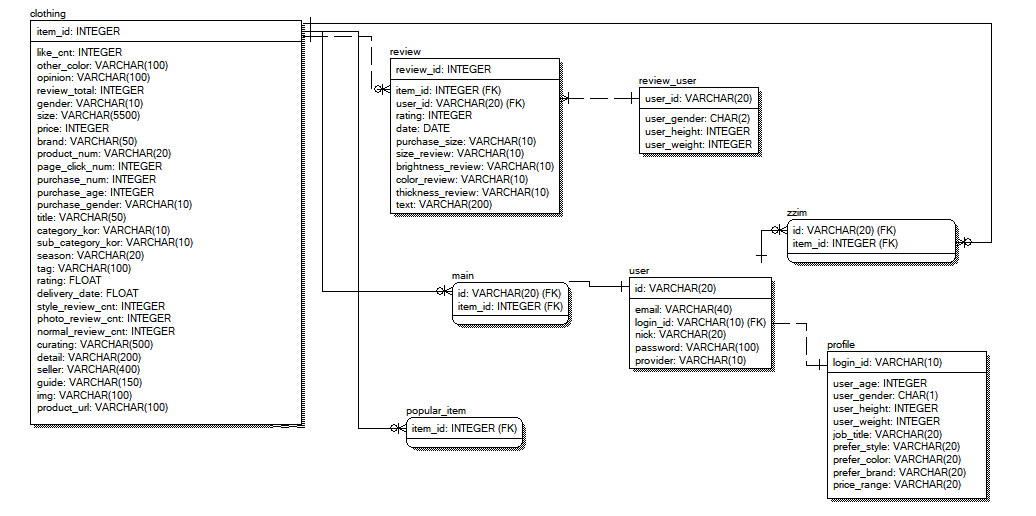 clothing
item_id: INTEGER
like_cnt: INTEGER
other_color: VARCHAR(100)
opinion: VARCHAR(100)
review_total: INTEGER
gender: VARCHAR(10)
size: VARCHAR(5500)
price: INTEGER
brand: VARCHAR(50)
product_num: VARCHAR(20)
page_click_num: INTEGER
purchase_num: INTEGER
purchase_age: INTEGER
purchase_gender: VARCHAR(10)
title: VARCHAR(50)
category_kor: VARCHAR(10)
sub_category_kor: VARCHAR(10)
season: VARCHAR(20)
tag: VARCHAR(100)
rating: FLOAT
delivery_date: FLOAT
style_review_cnt: INTEGER
photo_review_cnt: INTEGER
normal_review_cnt: INTEGER
curating: VARCHAR(500)
detail: VARCHAR(200)
seller: VARCHAR(400)
guide: VARCHAR(150)
img: VARCHAR(100)
product_url: VARCHAR(100)
review
review_id: INTEGER
item_id: INTEGER (FK)
user_id: VARCHAR(20) (FK)
rating: INTEGER
date: DATE
purchase_size: VARCHAR(10)
size_review: VARCHAR(10)
brightness_review: VARCHAR(10)
color_review: VARCHAR(10)
thickness_review: VARCHAR(10)
text: VARCHAR(200)
review_user
user_id: VARCHAR(20)
user_gender: CHAR(2)
user_height: INTEGER
user_weight: INTEGER
zzim
id: VARCHAR(20) (FK)
item_id: INTEGER (FK)
main
id: VARCHAR(20) (FK)
item_id: INTEGER (FK)
user
id: VARCHAR(20)
email: VARCHAR(40)
login_id: VARCHAR(10) (FK)
nick: VARCHAR(20)
password: VARCHAR(100)
provider: VARCHAR(10)
profile
login_id: VARCHAR(10)
user_age: INTEGER
user_gender: CHAR(1)
user_height: INTEGER
user_weight: INTEGER
job_title: VARCHAR(20)
prefer_style: VARCHAR(20)
prefer_color: VARCHAR(20)
prefer_brand: VARCHAR(20)
price_range: VARCHAR(20)
popular_item
item_id: INTEGER (FK)